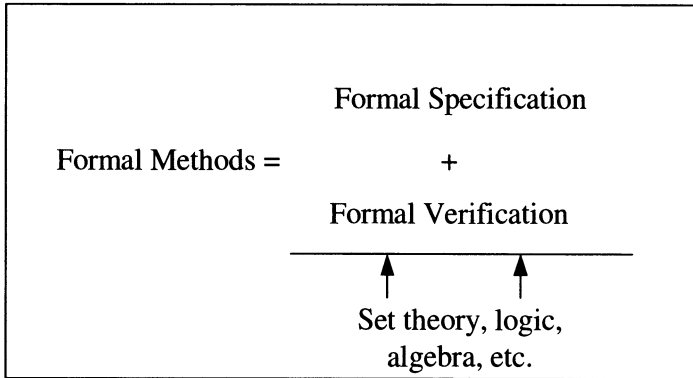 Formal Specification
Formal Methods = +
Formal Verification
Set theory, logic,
algebra, etc.